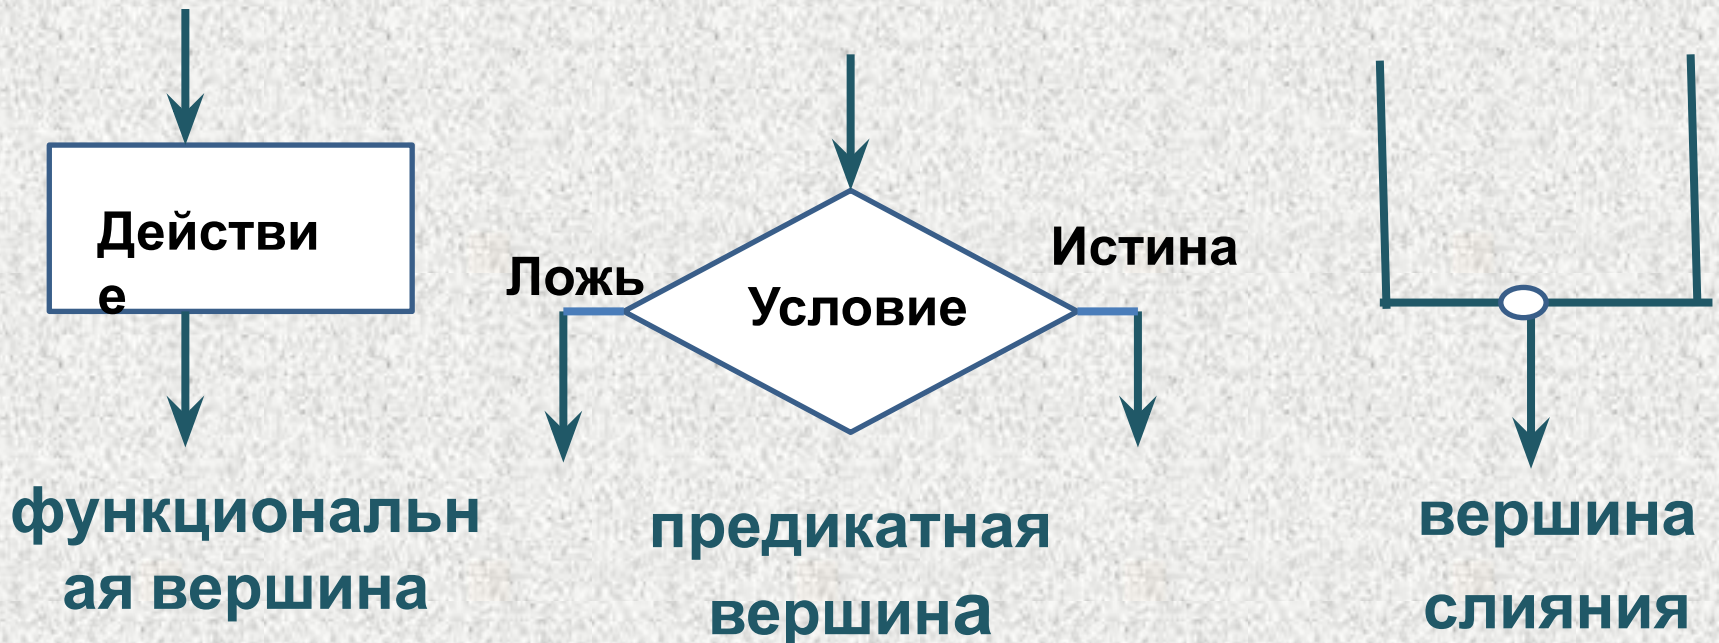 Действи
е
Ложь
Условие
Истина
функциональн
ая вершина
предикатная
вершина
вершина
слияния